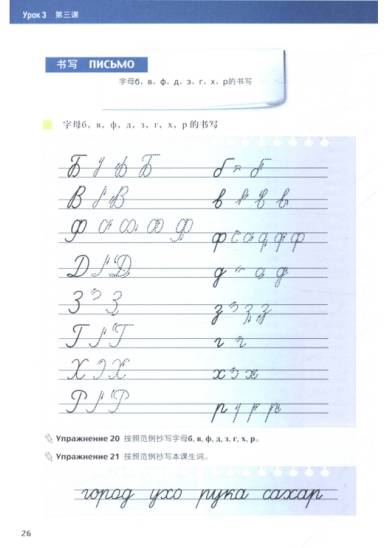 Урок 3 第三课
书写 ПИСЬМО
字母б、в、ф、д、з、г、х、р的书写
字母б、в、ф、д、з、г、х、р的书写
Б Б б б
В В в в в
Ф Ф ф ф ф
Д Д д д
З З з з з
Г Г г г
Х Х х х
Р Р р р р
Упражнение 20 按照范例抄写字母б, в, ф, д, з, г, х, р。
Упражнение 21 按照范例抄写本课生词。
город ухо рука сахар
26